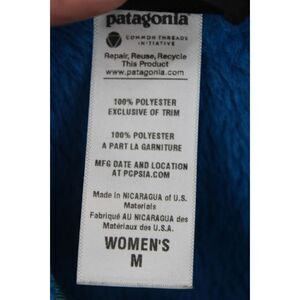 patagonia
COMMON THREADS
INITIATIVE
Repair, Reuse, Recycle
This Product
www.patagonia.com
100% POLYESTER
EXCLUSIVE OF TRIM
100% POLYESTER
A PART LA GARNITURE
MFG DATE AND LOCATION
AT PCPSIA.COM
Made in NICARAGUA of U.S.
Materials
Fabriqué AU NICARAGUA des
Matériaux des U.S.A.
WOMEN'S
M